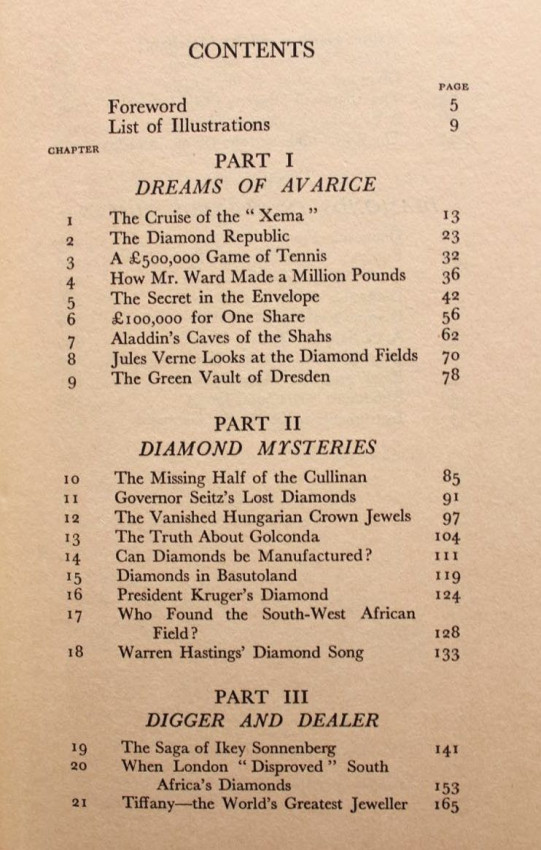 CONTENTS
PAGE
Foreword 5
List of Illustrations 9
CHAPTER
PART I
DREAMS OF AVARICE
1 The Cruise of the "Xema" 13
2 The Diamond Republic 23
3 A £500,000 Game of Tennis 32
4 How Mr. Ward Made a Million Pounds 36
5 The Secret in the Envelope 42
6 £100,000 for One Share 56
7 Aladdin's Caves of the Shahs 62
8 Jules Verne Looks at the Diamond Fields 70
9 The Green Vault of Dresden 78
PART II
DIAMOND MYSTERIES
10 The Missing Half of the Cullinan 85
11 Governor Seitz's Lost Diamonds 91
12 The Vanished Hungarian Crown Jewels 97
13 The Truth About Golconda 104
14 Can Diamonds be Manufactured? 111
15 Diamonds in Basutoland 119
16 President Kruger's Diamond 124
17 Who Found the South-West African
Field? 128
18 Warren Hastings' Diamond Song 133
PART III
DIGGER AND DEALER
19 The Saga of Ikey Sonnenberg 141
20 When London "Disproved" South
Africa's Diamonds 153
21 Tiffany—the World's Greatest Jeweller 165